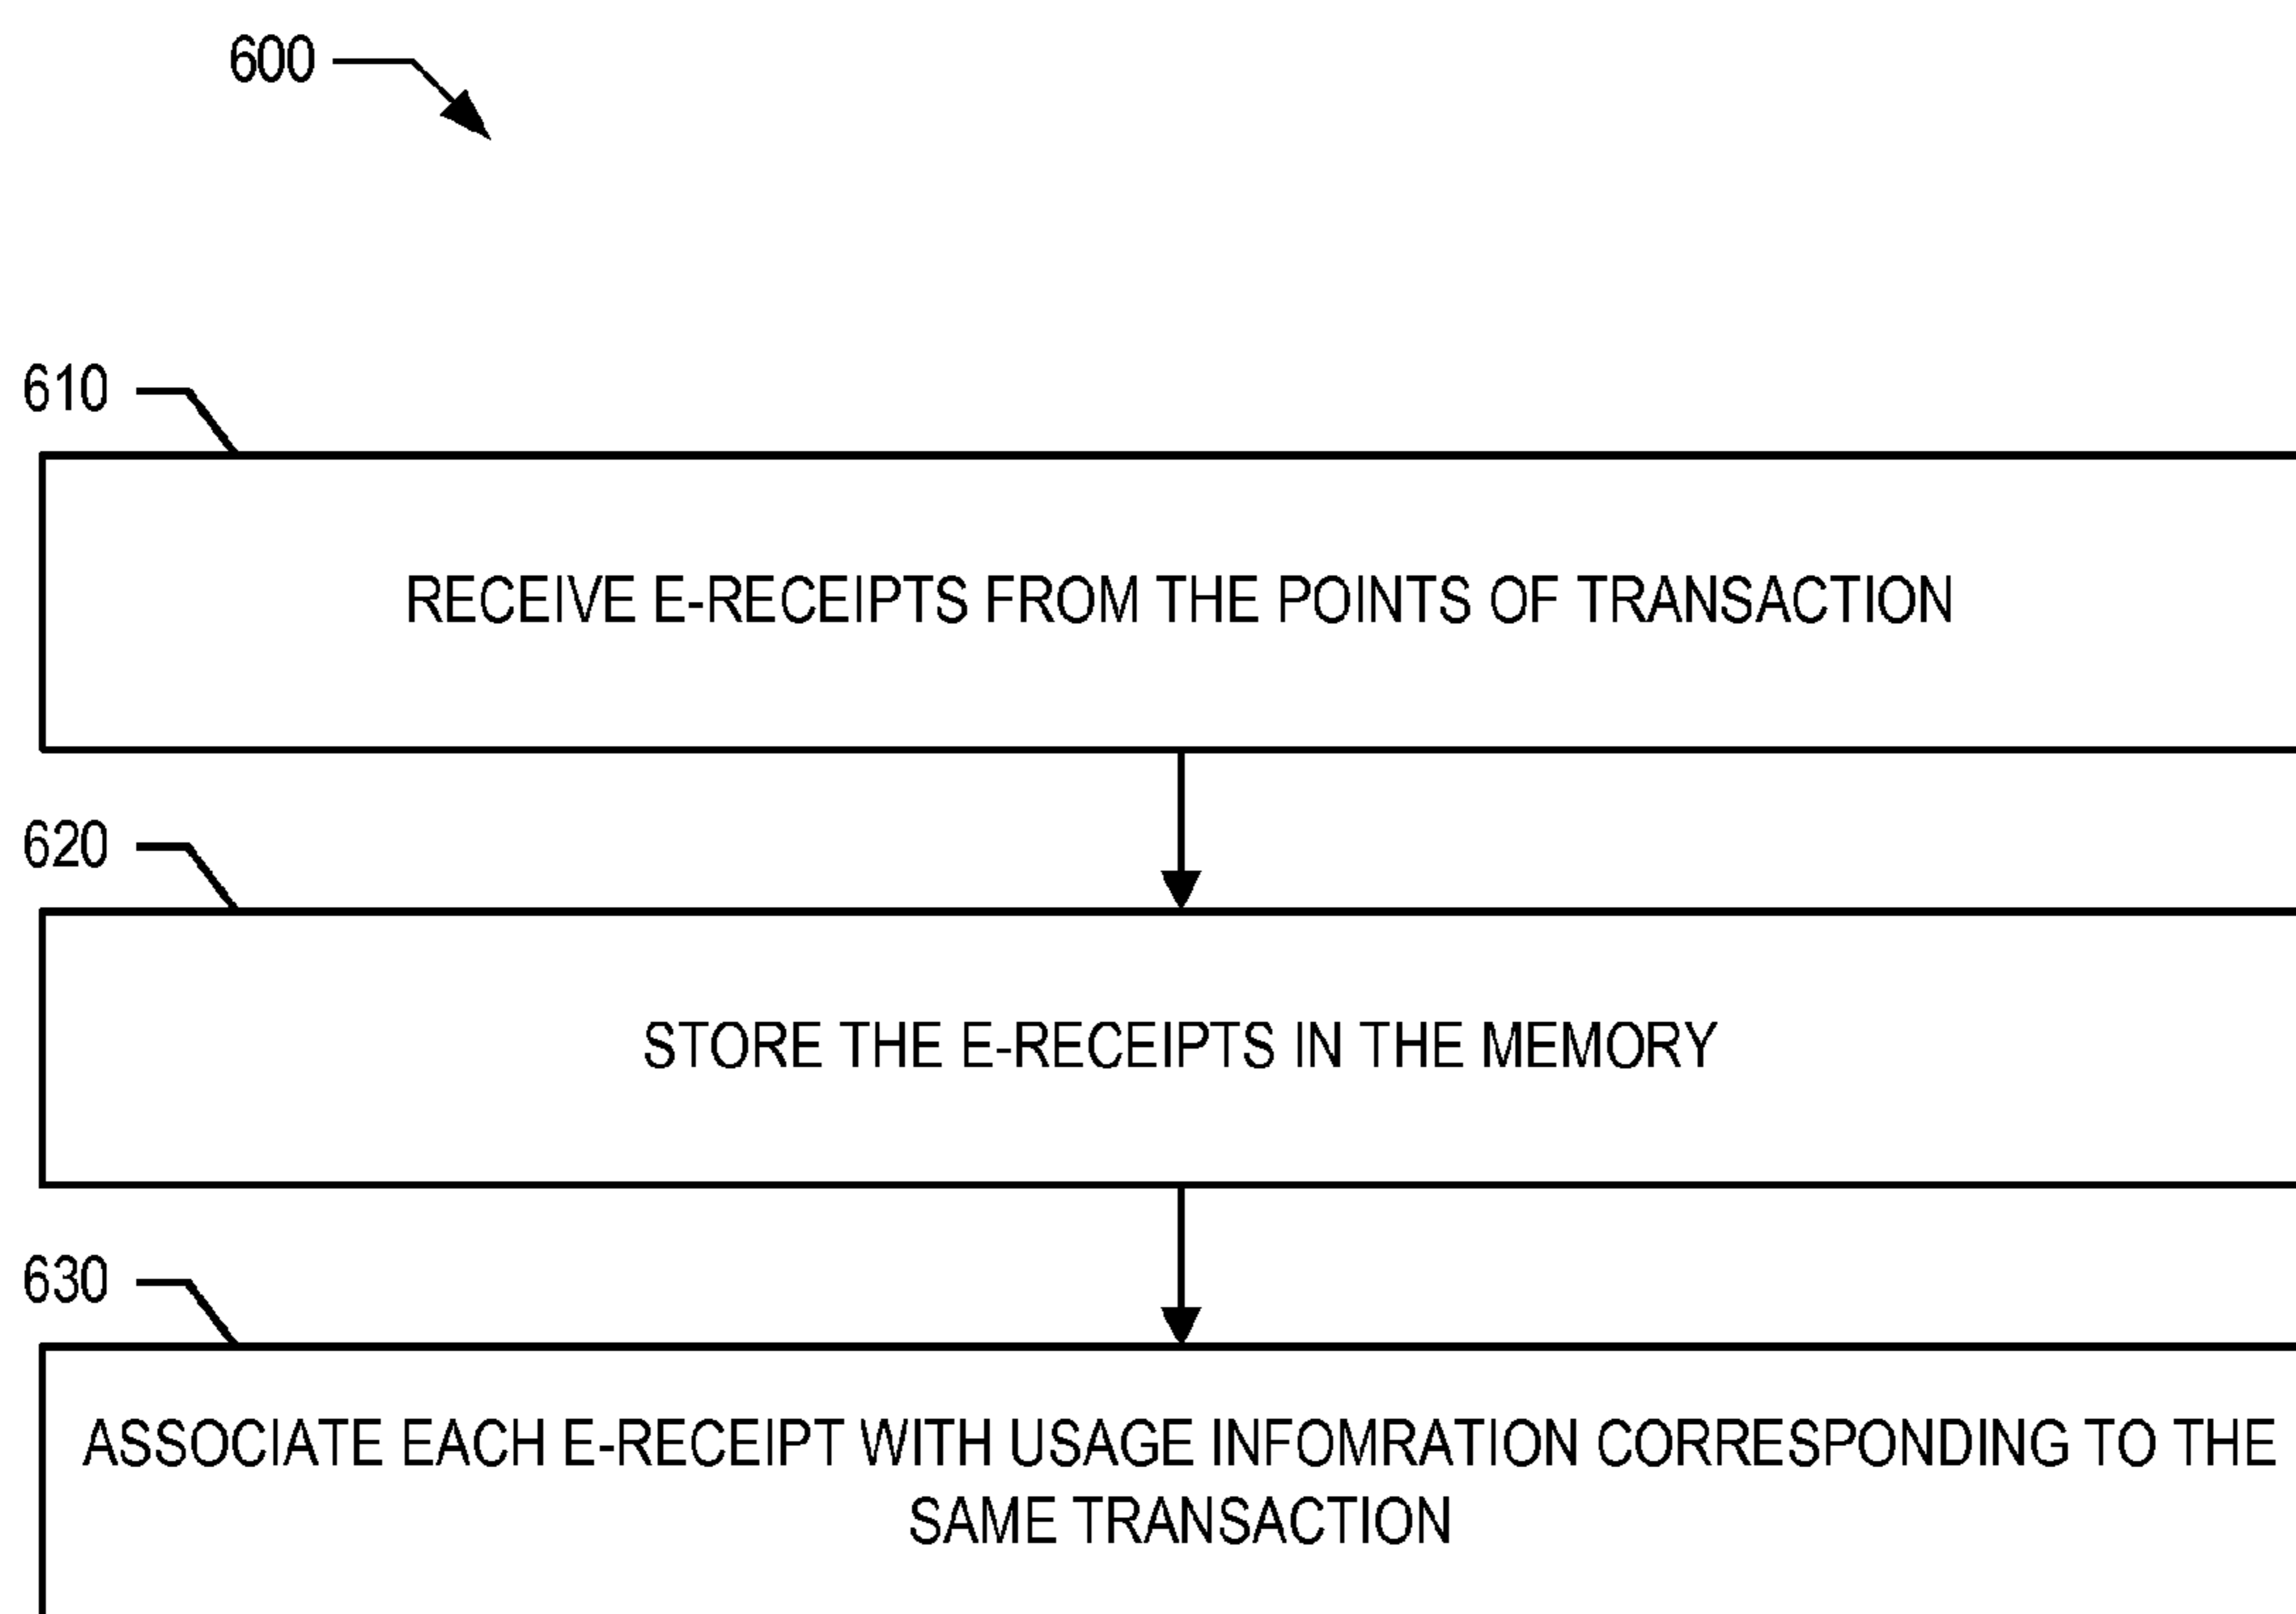 600
610
RECEIVE E-RECEIPTS FROM THE POINTS OF TRANSACTION
620
STORE THE E-RECEIPTS IN THE MEMORY
630
ASSOCIATE EACH E-RECEIPT WITH USAGE INFOMRATION CORRESPONDING TO THE
SAME TRANSACTION